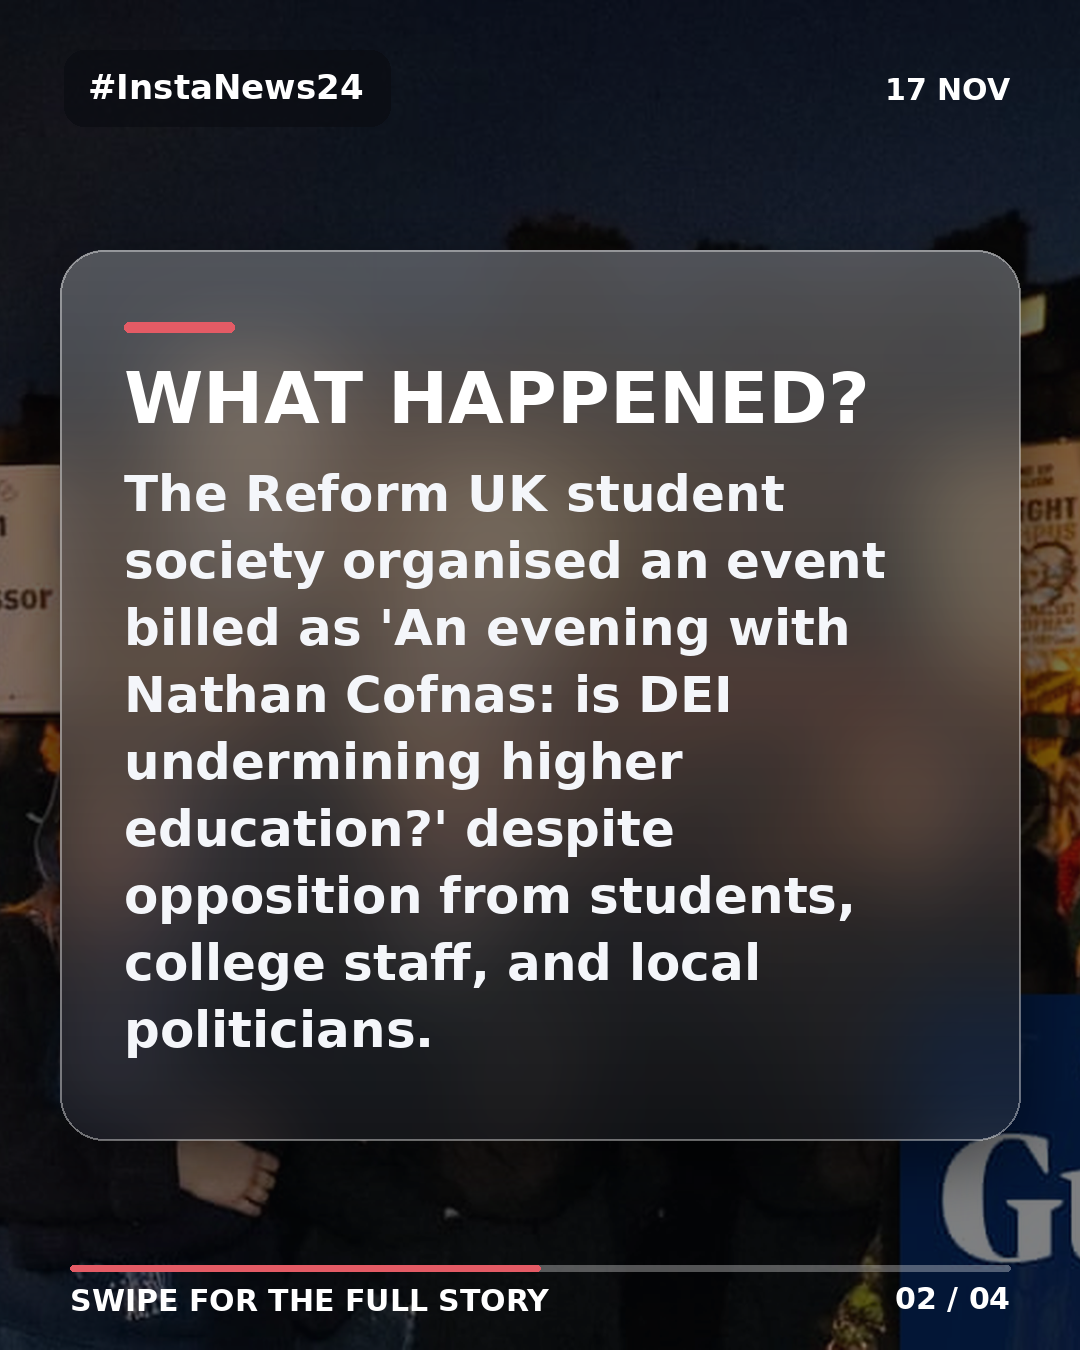 #InstaNews24
17 NOV
WHAT HAPPENED?
The Reform UK student
society organised an event
billed as 'An evening with
Nathan Cofnas: is DEI
undermining higher
education?' despite
opposition from students,
college staff, and local
politicians.
SWIPE FOR THE FULL STORY
02 / 04